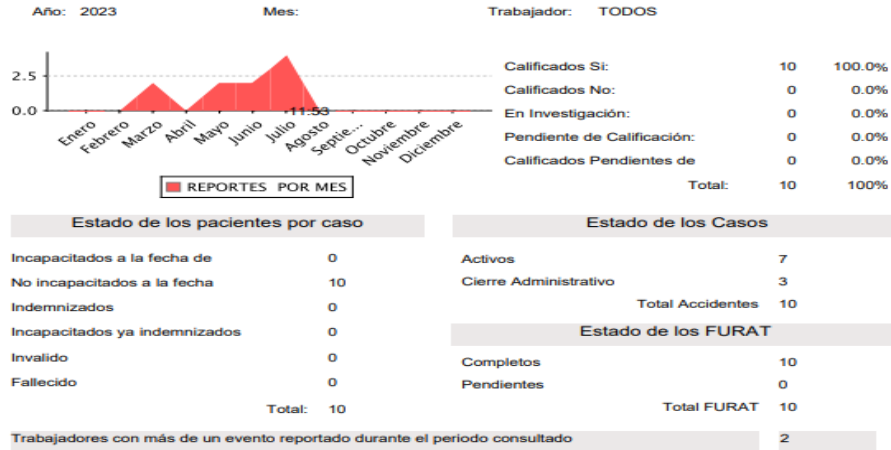 Año: 2023 Mes: Trabajador: TODOS
2.5
0.0
11:53
Enero Febrero Marzo Abril Mayo Junio Julio Agosto Septie... Octubre Noviembre Diciembre
REPORTES POR MES
Calificados Si: 10 100.0%
Calificados No: 0 0.0%
En Investigación: 0 0.0%
Pendiente de Calificación: 0 0.0%
Calificados Pendientes de 0 0.0%
Total: 10 100%
Estado de los pacientes por caso
Incapacitados a la fecha de 0
No incapacitados a la fecha 10
Indemnizados 0
Incapacitados ya indemnizados 0
Invalido 0
Fallecido 0
Total: 10
Estado de los Casos
Activos 7
Cierre Administrativo 3
Total Accidentes 10
Estado de los FURAT
Completos 10
Pendientes 0
Total FURAT 10
Trabajadores con más de un evento reportado durante el periodo consultado 2